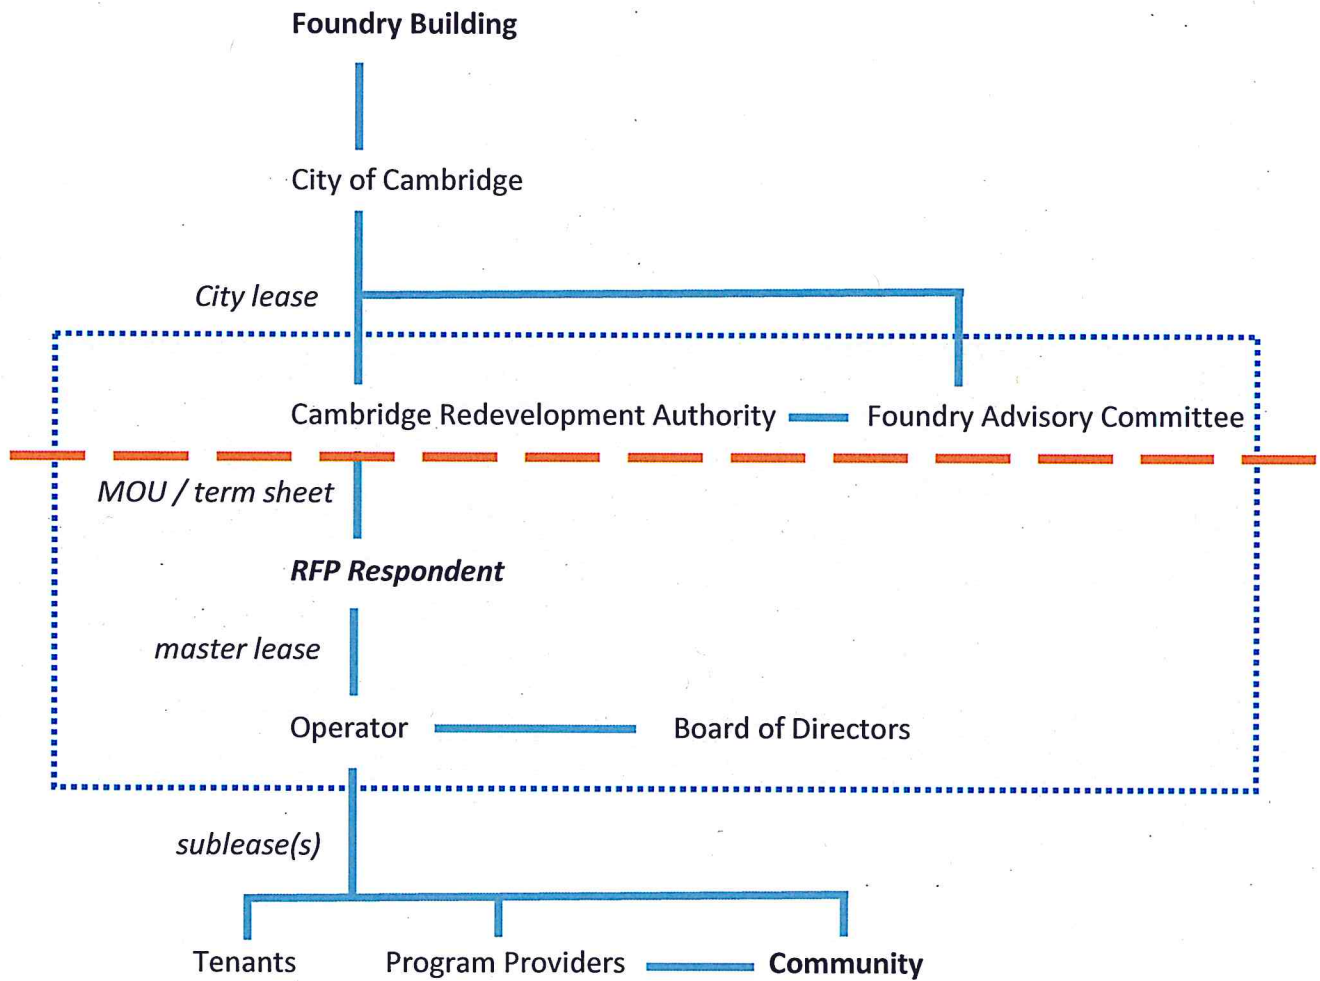 Foundry Building
City of Cambridge
City lease
Cambridge Redevelopment Authority
Foundry Advisory Committee
MOU / term sheet
RFP Respondent
master lease
Operator
Board of Directors
sublease(s)
Tenants
Program Providers
Community